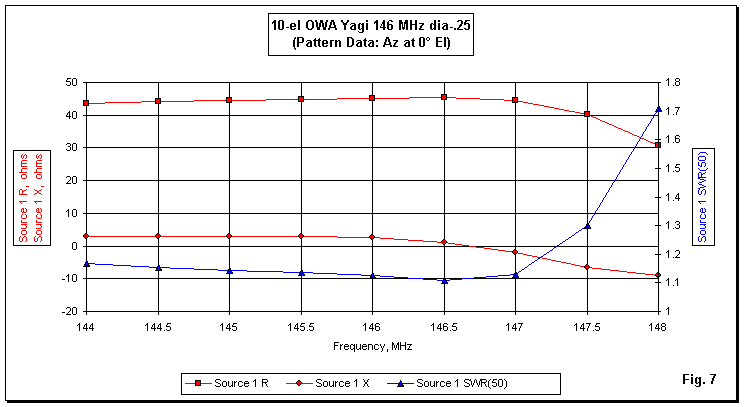 10-el OWA Yagi 146 MHz dia-.25
(Pattern Data: Az at 0° El)
50
40
30
20
10
0
-10
-20
Source 1 R, ohms
Source 1 X, ohms
1.8
1.7
1.6
1.5
1.4
1.3
1.2
1.1
1
Source 1 SWR(50)
144 144.5 145 145.5 146 146.5 147 147.5 148
Frequency, MHz
Source 1 R Source 1 X Source 1 SWR(50)
Fig. 7